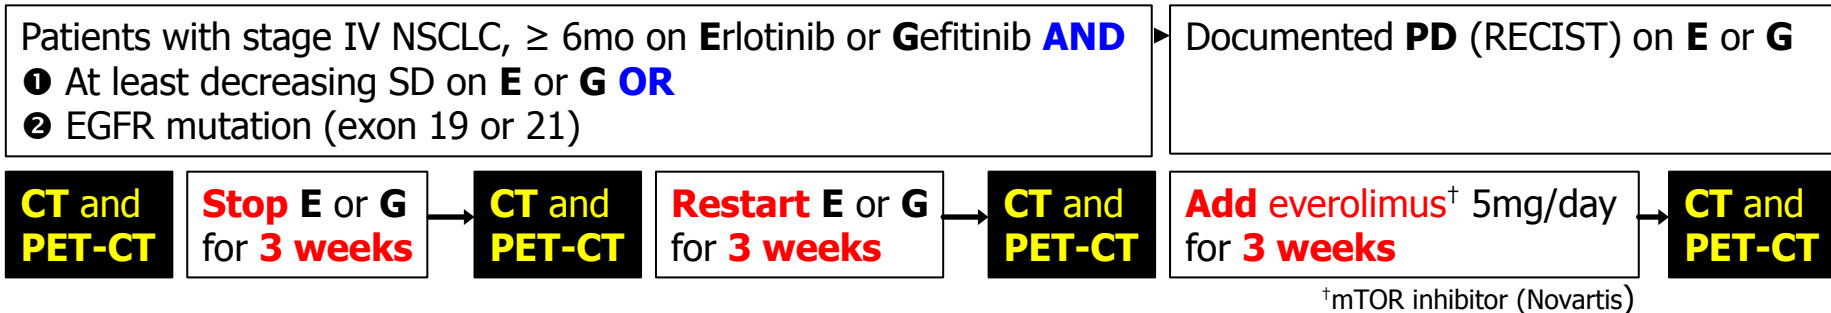 Patients with stage IV NSCLC, ≥ 6mo on Erlotinib or Gefitinib AND
❶ At least decreasing SD on E or G OR
❷ EGFR mutation (exon 19 or 21)
Documented PD (RECIST) on E or G
CT and
PET-CT
Stop E or G
for 3 weeks
CT and
PET-CT
Restart E or G
for 3 weeks
CT and
PET-CT
Add everolimus† 5mg/day
for 3 weeks
CT and
PET-CT
†mTOR inhibitor (Novartis)